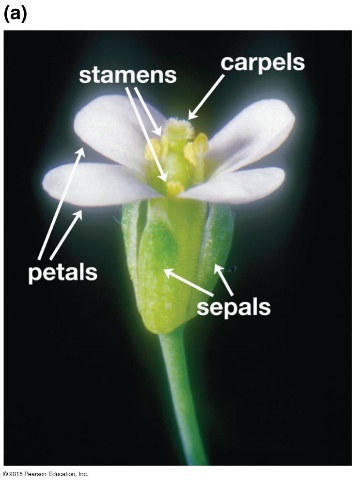 (a)
carpels
stamens
petals
sepals
© 2015 Pearson Education, Inc.